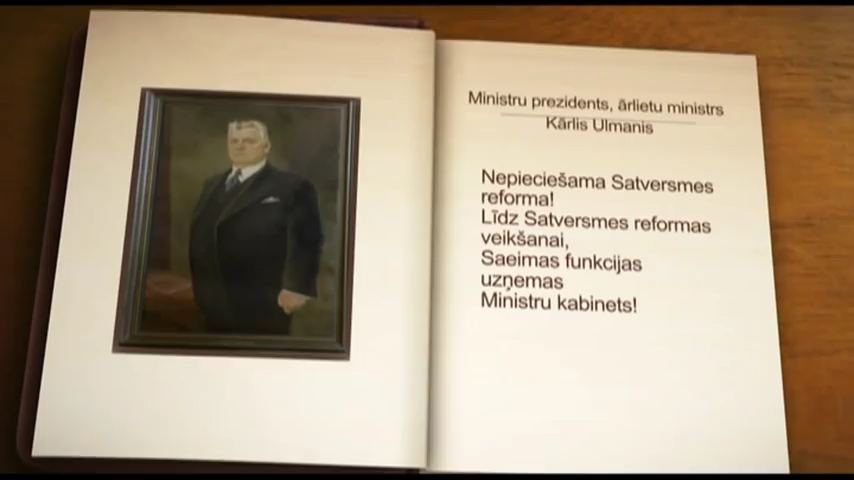 Ministru prezidents, ārlietu ministrs
Kārlis Ulmanis
Nepieciešama Satversmes
reforma!
Līdz Satversmes reformas
veikšanai,
Saeimas funkcijas
uzņemas
Ministru kabinets!